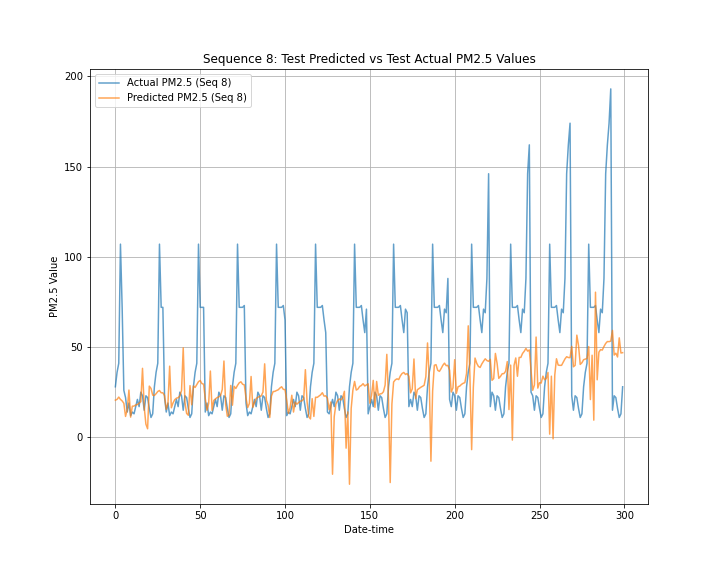 Sequence 8: Test Predicted vs Test Actual PM2.5 Values
Actual PM2.5 (Seq 8)
Predicted PM2.5 (Seq 8)
200
150
100
50
0
PM2.5 Value
0 50 100 150 200 250 300
Date-time